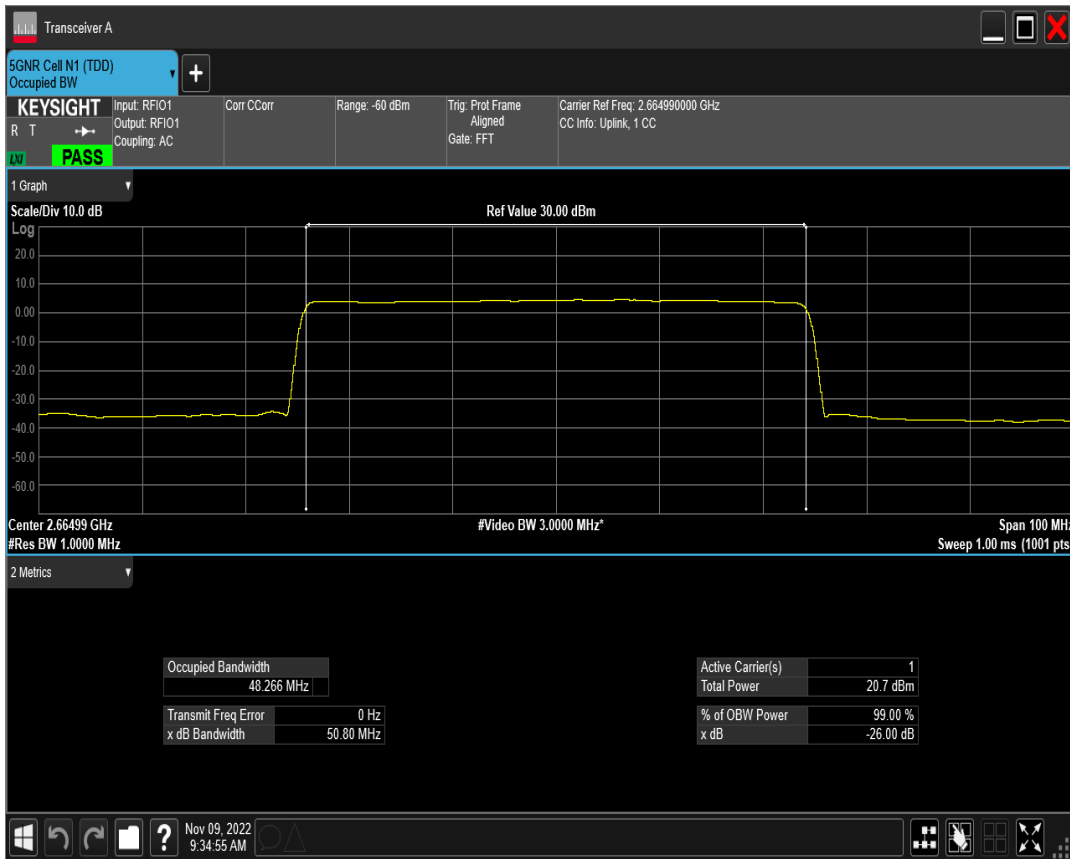 Transceiver A
5GNR Cell N1 (TDD)
Occupied BW
KEYSIGHT
R T
LXI
PASS
Input: RFIO1
Output: RFIO1
Coupling: AC
Corr CCorr
Range: -60 dBm
Trig: Prot Frame
Aligned
Gate: FFT
Carrier Ref Freq: 2.664990000 GHz
CC Info: Uplink, 1 CC
1 Graph
Scale/Div 10.0 dB
Ref Value 30.00 dBm
Log
20.0
10.0
0.00
-10.0
-20.0
-30.0
-40.0
-50.0
-60.0
Center 2.66499 GHz
#Video BW 3.0000 MHz*
Span 100 MHz
#Res BW 1.0000 MHz
Sweep 1.00 ms (1001 pts
2 Metrics
Occupied Bandwidth
48.266 MHz
Transmit Freq Error 0 Hz
x dB Bandwidth 50.80 MHz
Active Carrier(s) 1
Total Power 20.7 dBm
% of OBW Power 99.00 %
x dB -26.00 dB
?
Nov 09, 2022
9:34:55 AM